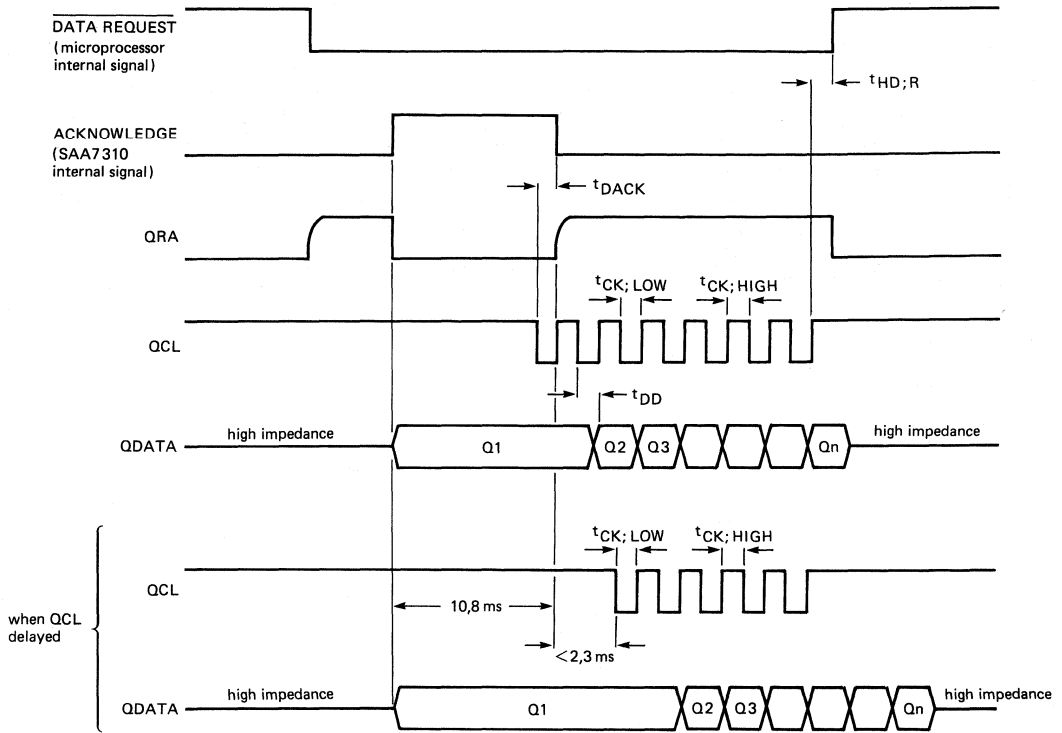 DATA REQUEST
(microprocessor
internal signal)
tHD;R
ACKNOWLEDGE
(SAA7310
internal signal)
tDACK
QRA
tCK;LOW
tCK;HIGH
QCL
tDD
high impedance
high impedance
QDATA
Q1
Q2
Q3
Qn
tCK;LOW
tCK;HIGH
QCL
10,8 ms
when QCL
delayed
<2,3 ms
high impedance
high impedance
QDATA
Q1
Q2
Q3
Qn